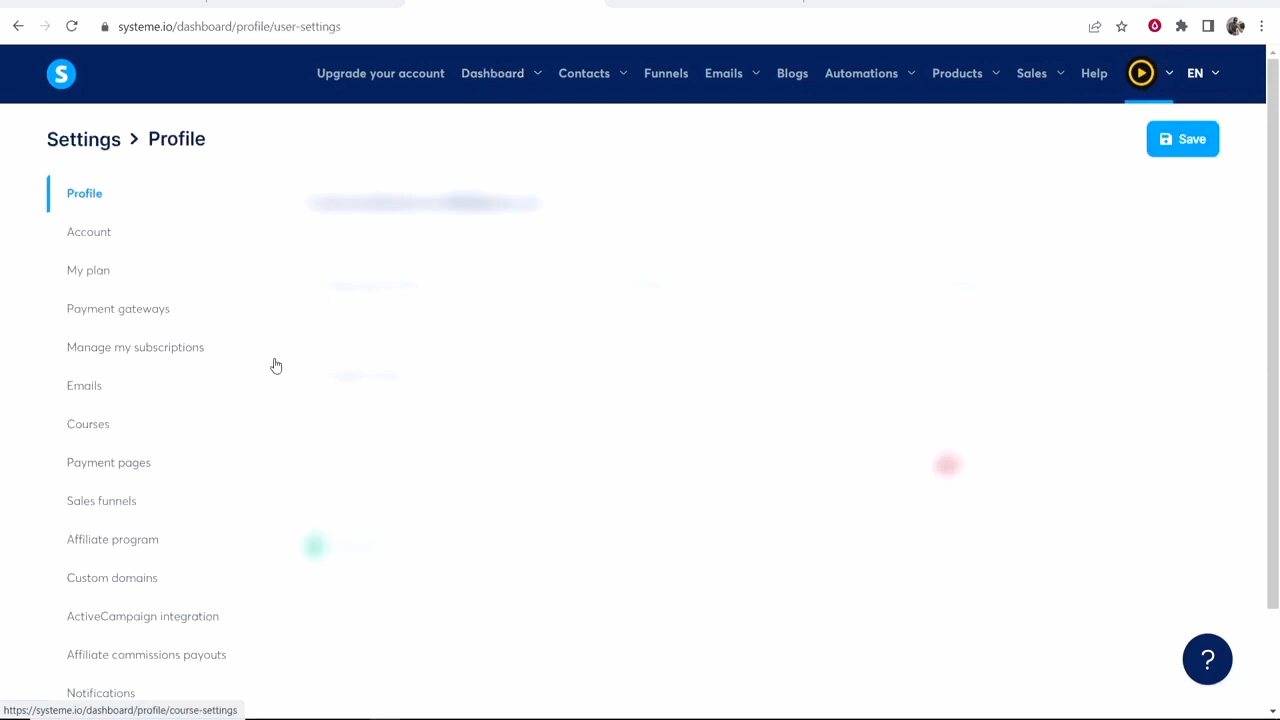 systeme.io/dashboard/profile/user-settings
S Upgrade your account Dashboard Contacts Funnels Emails Blogs Automations Products Sales Help EN
Settings > Profile Save
Profile
Account
My plan
Payment gateways
Manage my subscriptions
Emails
Courses
Payment pages
Sales funnels
Affiliate program
Custom domains
ActiveCampaign integration
Affiliate commissions payouts
Notifications
?
https://systeme.io/dashboard/profile/course-settings